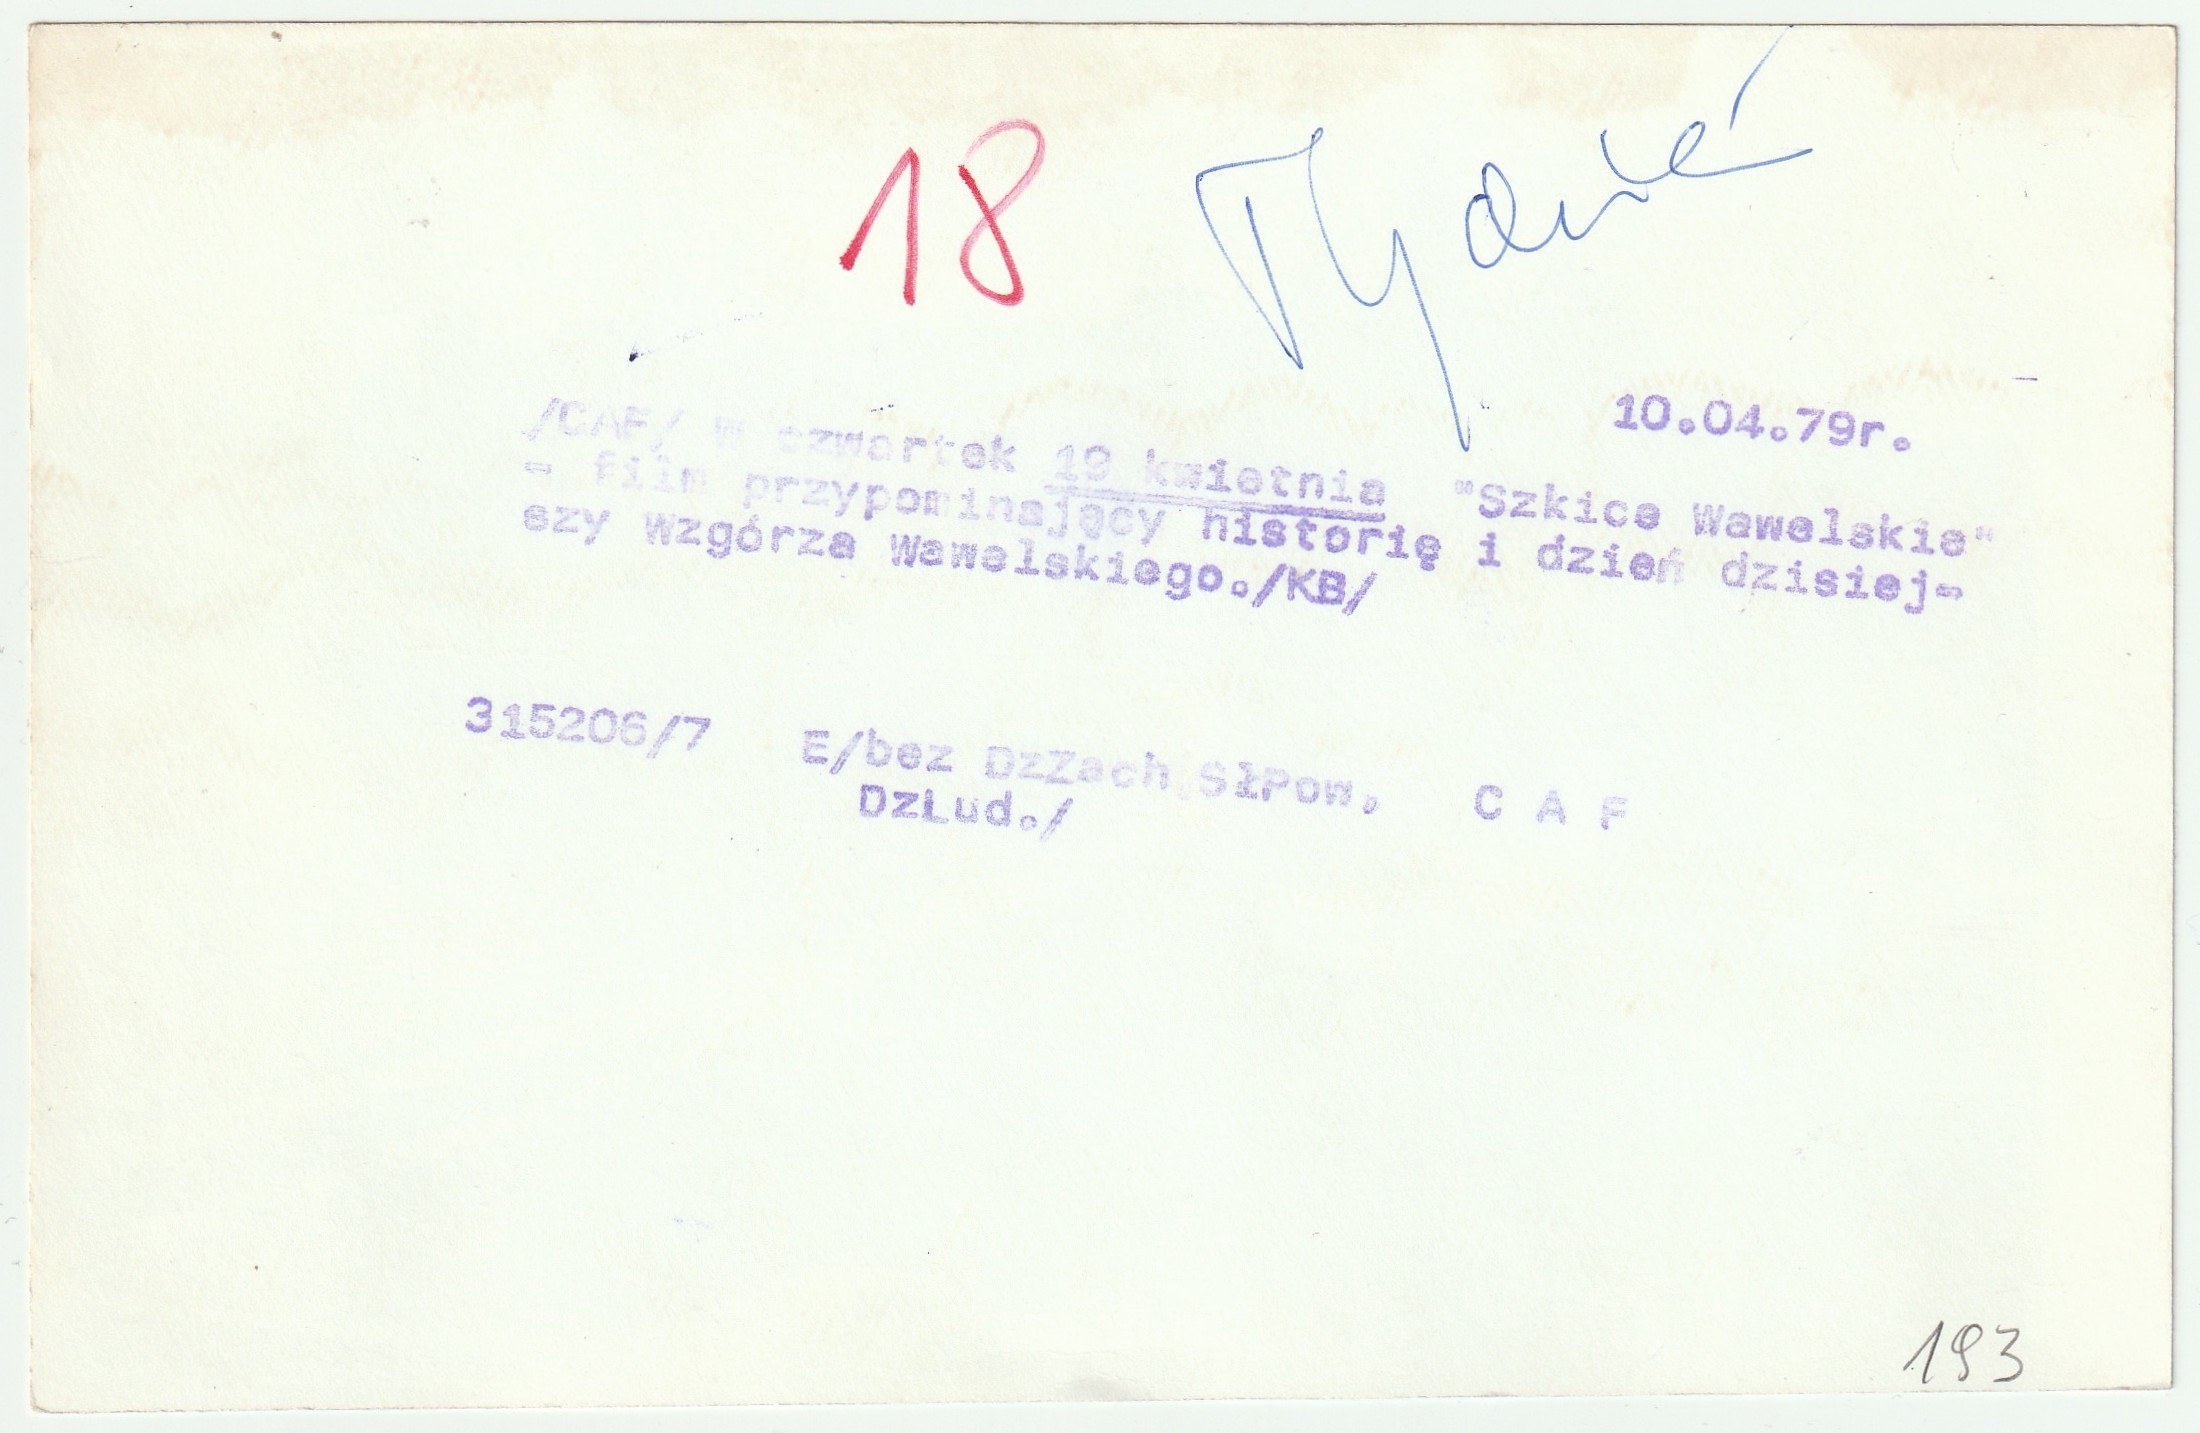 18
Tydzień
10.04.79r.
/CAF/ W czwartek 19 kwietnia "Szkice Wawelskie"
- film przypominający historię i dzień dzisiej-
szy Wzgórza Wawelskiego./KB/
315206/7 E/bez DzZach,SłPow, C A F
DzLud./
193